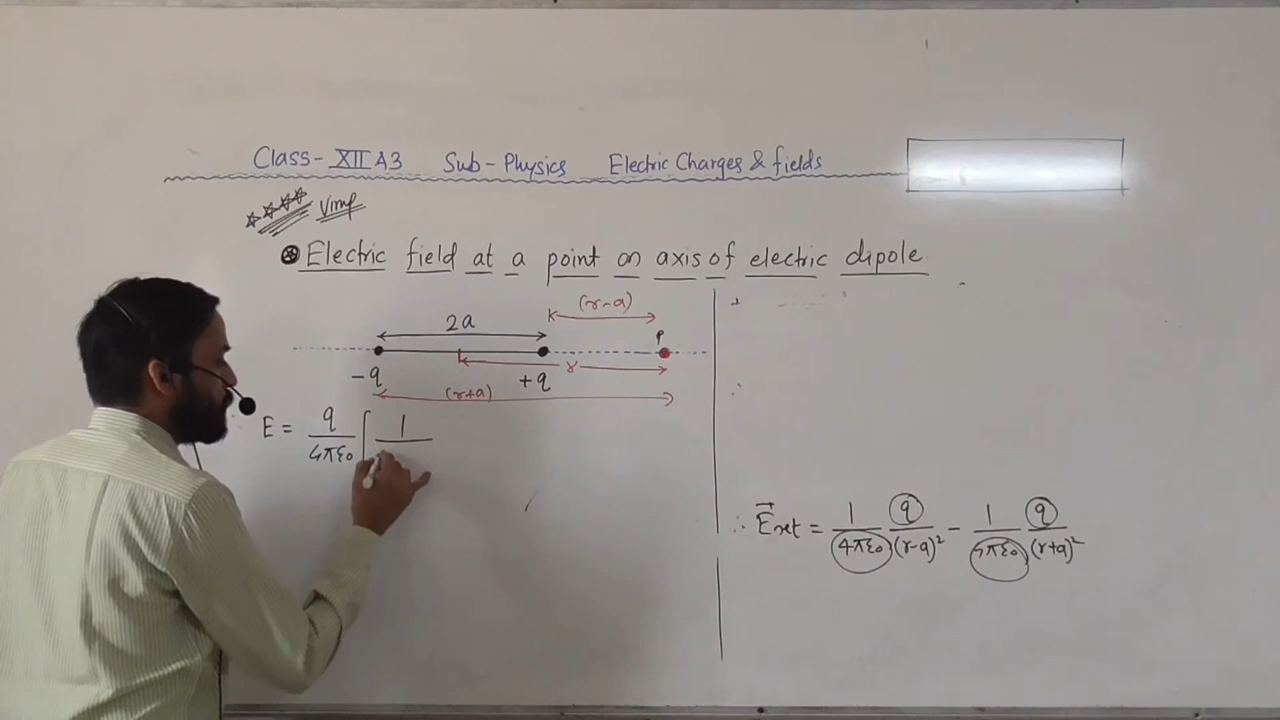 Class-XII A3 Sub-Physics Electric Charges & fields
Vimp
Electric field at a point on axis of electric dipole
(r-a)
2a
P
-q +q r
(r+a)
E = q/4πε₀ [ 1/
∴ E⃗net = 1/4πε₀ q/(r-a)² - 1/4πε₀ q/(r+a)²